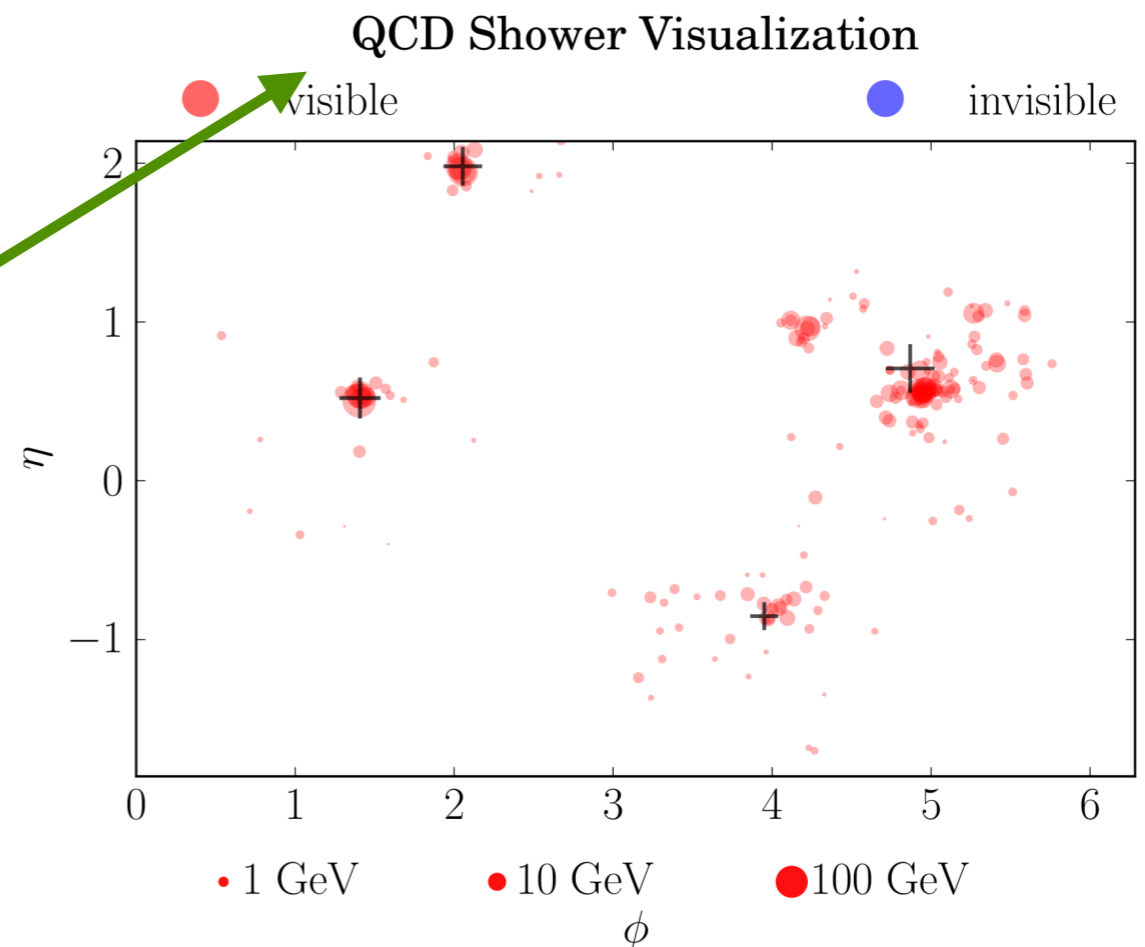 QCD Shower Visualization
visible
invisible
2
1
0
−1
η
0 1 2 3 4 5 6
1 GeV 10 GeV 100 GeV
ϕ